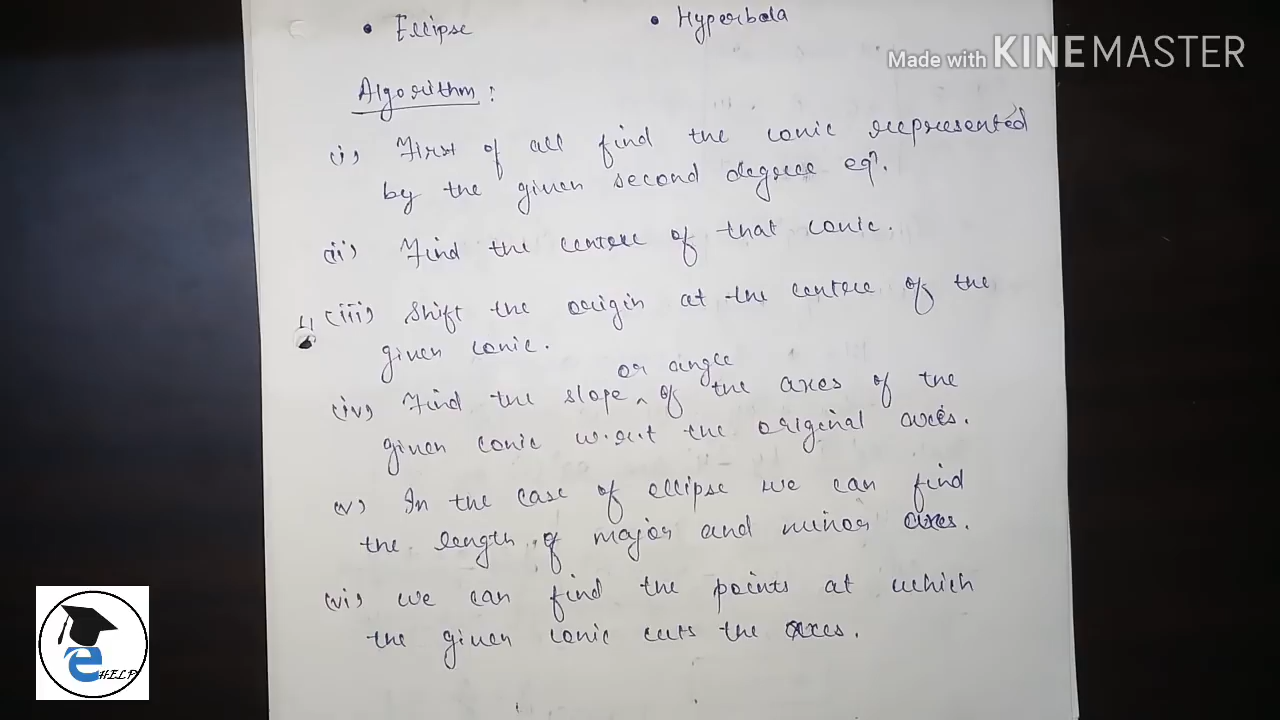 • Ellipse • Hyperbola
Made with KINEMASTER
Algorithm :
(i) First of all find the conic represented
by the given second degree eqn.
(ii) Find the centre of that conic.
(iii) Shift the origin at the centre of the
given conic.
or angle
(iv) Find the slope ^ of the axes of the
given conic w.r.t the original axes.
(v) In the case of ellipse we can find
the length of major and minor axes.
(vi) we can find the points at which
the given conic cuts the axes.
e HELP